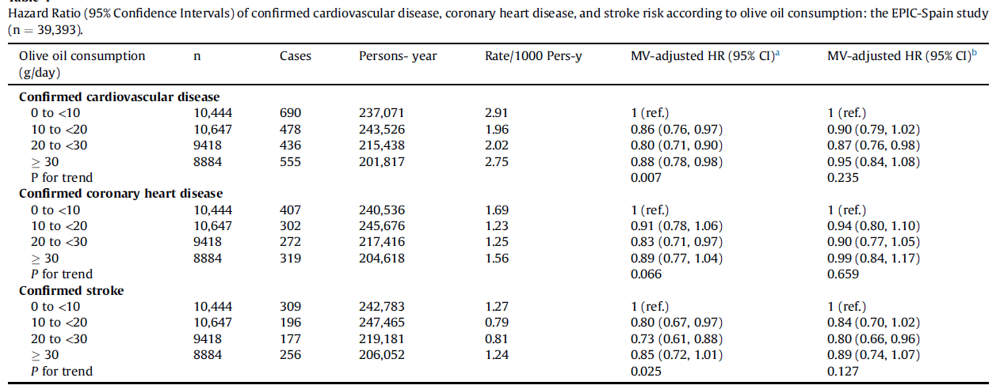 Hazard Ratio (95% Confidence Intervals) of confirmed cardiovascular disease, coronary heart disease, and stroke risk according to olive oil consumption: the EPIC-Spain study
(n = 39,393).
Olive oil consumption n Cases Persons- year Rate/1000 Pers-y MV-adjusted HR (95% CI)a MV-adjusted HR (95% CI)b
(g/day)
Confirmed cardiovascular disease
0 to <10 10,444 690 237,071 2.91 1 (ref.) 1 (ref.)
10 to <20 10,647 478 243,526 1.96 0.86 (0.76, 0.97) 0.90 (0.79, 1.02)
20 to <30 9418 436 215,438 2.02 0.80 (0.71, 0.90) 0.87 (0.76, 0.98)
≥ 30 8884 555 201,817 2.75 0.88 (0.78, 0.98) 0.95 (0.84, 1.08)
P for trend 0.007 0.235
Confirmed coronary heart disease
0 to <10 10,444 407 240,536 1.69 1 (ref.) 1 (ref.)
10 to <20 10,647 302 245,676 1.23 0.91 (0.78, 1.06) 0.94 (0.80, 1.10)
20 to <30 9418 272 217,416 1.25 0.83 (0.71, 0.97) 0.90 (0.77, 1.05)
≥ 30 8884 319 204,618 1.56 0.89 (0.77, 1.04) 0.99 (0.84, 1.17)
P for trend 0.066 0.659
Confirmed stroke
0 to <10 10,444 309 242,783 1.27 1 (ref.) 1 (ref.)
10 to <20 10,647 196 247,465 0.79 0.80 (0.67, 0.97) 0.84 (0.70, 1.02)
20 to <30 9418 177 219,181 0.81 0.73 (0.61, 0.88) 0.80 (0.66, 0.96)
≥ 30 8884 256 206,052 1.24 0.85 (0.72, 1.01) 0.89 (0.74, 1.07)
P for trend 0.025 0.127